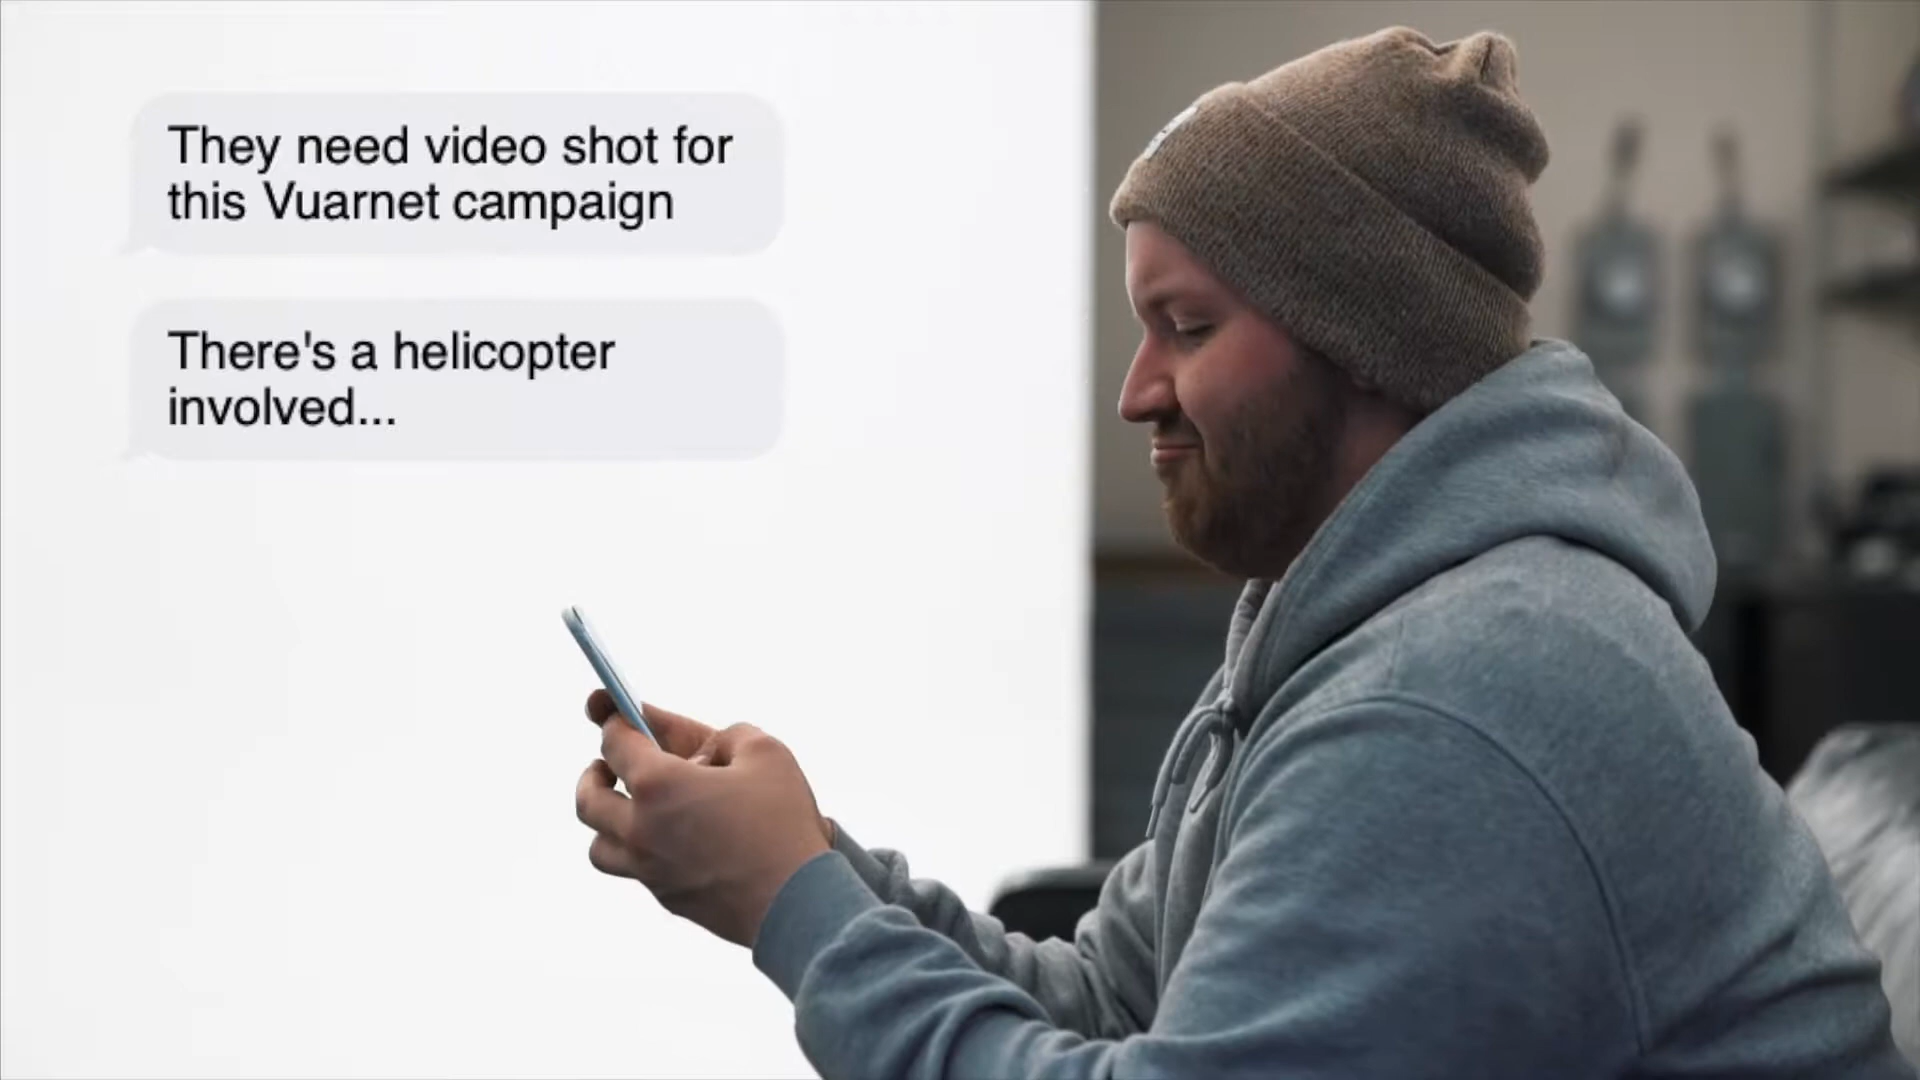 They need video shot for
this Vuarnet campaign
There's a helicopter
involved...